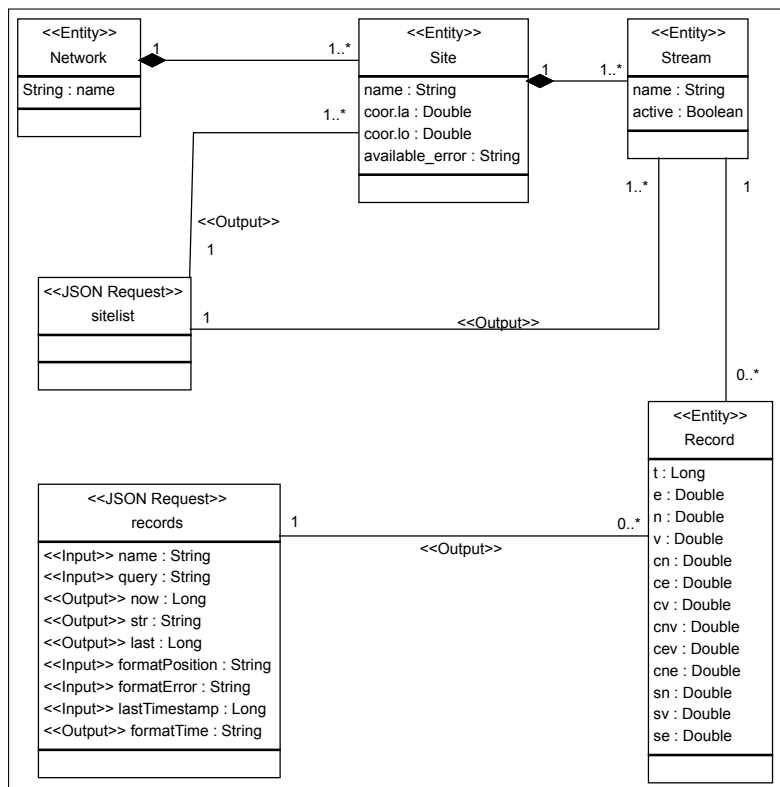 <<Entity>>
Network
String : name
1
1..*
<<Entity>>
Site
name : String
coor.la : Double
coor.lo : Double
available_error : String
1
1..*
<<Entity>>
Stream
name : String
active : Boolean
1..*
<<Output>>
1
1..*
1
<<JSON Request>>
sitelist
1
<<Output>>
0..*
<<Entity>>
Record
t : Long
e : Double
n : Double
v : Double
cn : Double
ce : Double
cv : Double
cnv : Double
cev : Double
cne : Double
sn : Double
sv : Double
se : Double
<<JSON Request>>
records
<<Input>> name : String
<<Input>> query : String
<<Output>> now : Long
<<Output>> str : String
<<Output>> last : Long
<<Input>> formatPosition : String
<<Input>> formatError : String
<<Input>> lastTimestamp : Long
<<Output>> formatTime : String
1
0..*
<<Output>>